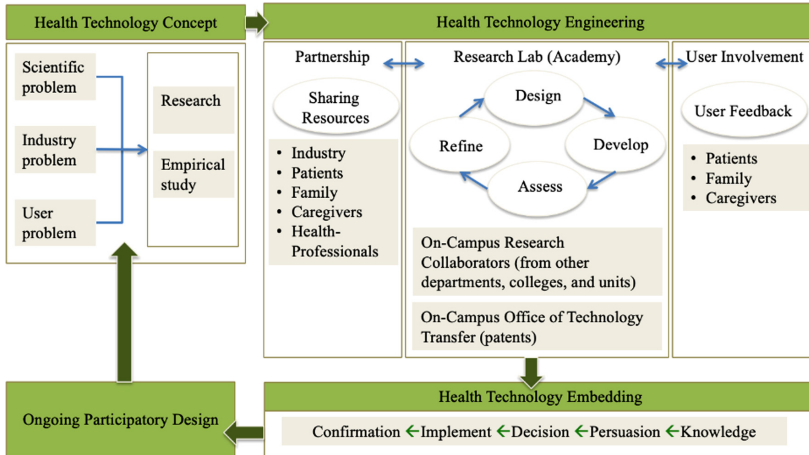 Health Technology Concept
Scientific
problem
Industry
problem
User
problem
Research
Empirical
study
Health Technology Engineering
Partnership
Sharing
Resources
• Industry
• Patients
• Family
• Caregivers
• Health-
Professionals
Research Lab (Academy)
Design
Develop
Assess
Refine
On-Campus Research
Collaborators (from other
departments, colleges, and units)
On-Campus Office of Technology
Transfer (patents)
User Involvement
User Feedback
• Patients
• Family
• Caregivers
Health Technology Embedding
Confirmation ←Implement ←Decision ←Persuasion ←Knowledge
Ongoing Participatory Design